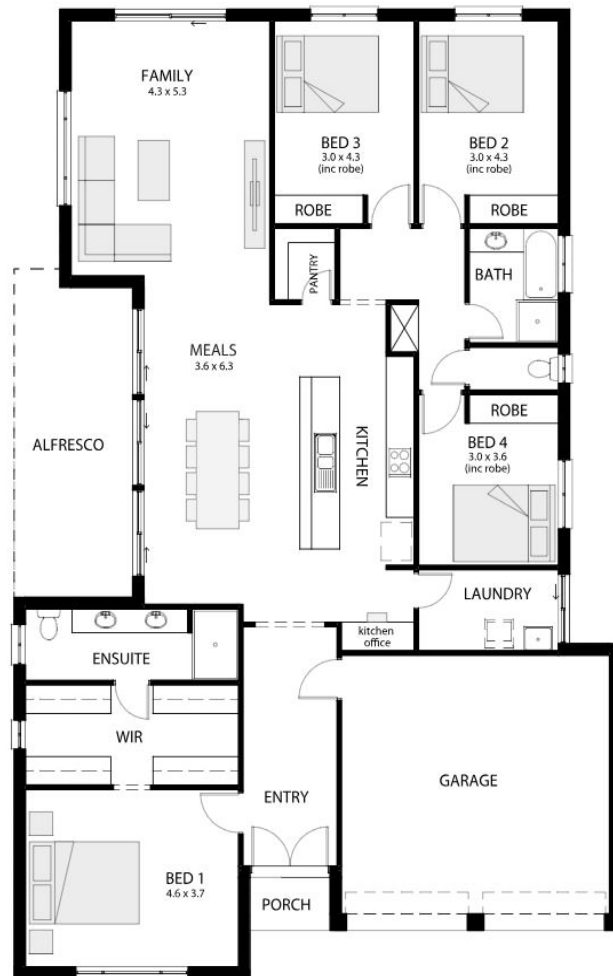 FAMILY
4.3 x 5.3
BED 3
3.0 x 4.3
(inc robe)
BED 2
3.0 x 4.3
(inc robe)
ROBE
ROBE
PANTRY
BATH
MEALS
3.6 x 6.3
ALFRESCO
KITCHEN
ROBE
BED 4
3.0 x 3.6
(inc robe)
LAUNDRY
kitchen
office
ENSUITE
WIR
ENTRY
GARAGE
BED 1
4.6 x 3.7
PORCH